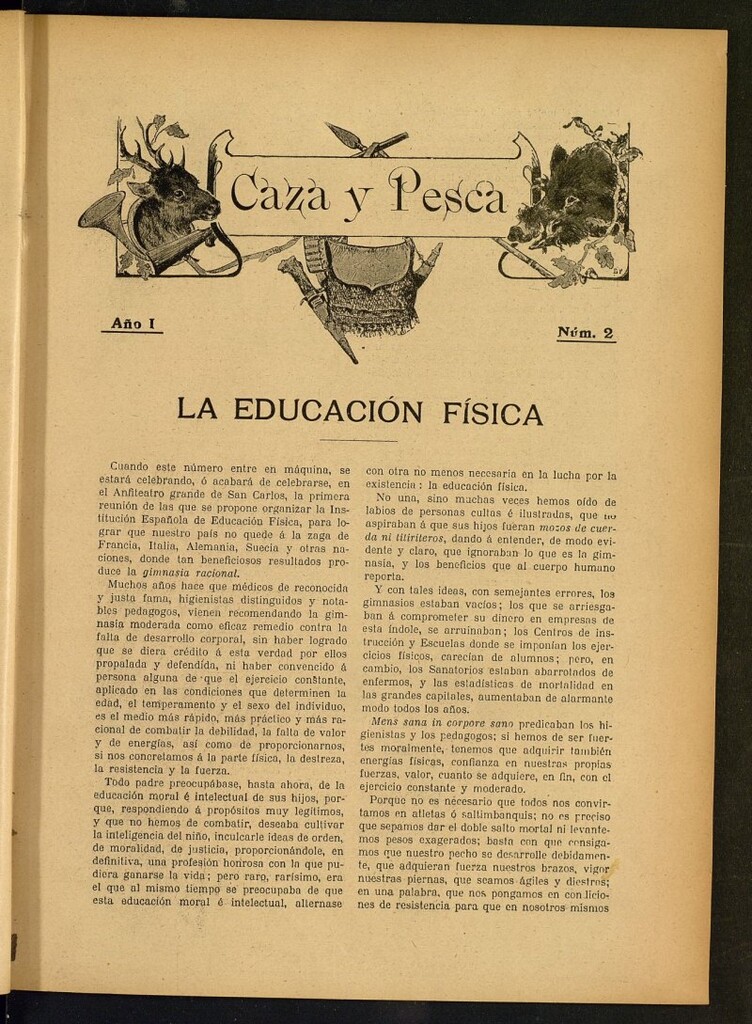 Caza y Pesca
Año I
Núm. 2
LA EDUCACIÓN FÍSICA
Cuando este número entre en máquina, se
estará celebrando, ó acabará de celebrarse, en
el Anfiteatro grande de San Carlos, la primera
reunión de las que se propone organizar la Ins-
titución Española de Educación Física, para lo-
grar que nuestro país no quede á la zaga de
Francia, Italia, Alemania, Suecia y otras na-
ciones, donde tan beneficiosos resultados pro-
duce la gimnasia racional.
Muchos años hace que médicos de reconocida
y justa fama, higienistas distinguidos y nota-
bles pedagogos, vienen recomendando la gim-
nasia moderada como eficaz remedio contra la
falta de desarrollo corporal, sin haber logrado
que se diera crédito á esta verdad por ellos
propalada y defendida, ni haber convencido á
persona alguna de que el ejercicio constante,
aplicado en las condiciones que determinen la
edad, el temperamento y el sexo del individuo,
es el medio más rápido, más práctico y más ra-
cional de combatir la debilidad, la falta de valor
y de energías, así como de proporcionarnos,
si nos concretamos á la parte física, la destreza,
la resistencia y la fuerza.
Todo padre preocupábase, hasta ahora, de la
educación moral é intelectual de sus hijos, por-
que, respondiendo á propósitos muy legítimos,
y que no hemos de combatir, deseaba cultivar
la inteligencia del niño, inculcarle ideas de orden,
de moralidad, de justicia, proporcionándole, en
definitiva, una profesión honrosa con la que pu-
diera ganarse la vida; pero raro, rarísimo, era
el que al mismo tiempo se preocupaba de que
esta educación moral é intelectual, alternase
con otra no menos necesaria en la lucha por la
existencia: la educación física.
No una, sino muchas veces hemos oído de
labios de personas cultas é ilustradas, que no
aspiraban á que sus hijos fueran mozos de cuer-
da ni titiriteros, dando á entender, de modo evi-
dente y claro, que ignoraban lo que es la gim-
nasia, y los beneficios que al cuerpo humano
reporta.
Y con tales ideas, con semejantes errores, los
gimnasios estaban vacíos; los que se arriesga-
ban á comprometer su dinero en empresas de
esta índole, se arruinaban; los Centros de ins-
trucción y Escuelas donde se imponían los ejer-
cicios físicos, carecían de alumnos; pero, en
cambio, los Sanatorios estaban abarrotados de
enfermos, y las estadísticas de mortalidad en
las grandes capitales, aumentaban de alarmante
modo todos los años.
Mens sana in corpore sano predicaban los hi-
gienistas y los pedagogos; si hemos de ser fuer-
tes moralmente, tenemos que adquirir también
energías físicas, confianza en nuestras propias
fuerzas, valor, cuanto se adquiere, en fin, con el
ejercicio constante y moderado.
Porque no es necesario que todos nos convir-
tamos en atletas ó saltimbanquis; no es preciso
que sepamos dar el doble salto mortal ni levante-
mos pesos exagerados; basta con que consiga-
mos que nuestro pecho se desarrolle debidamen-
te, que adquieran fuerza nuestros brazos, vigor
nuestras piernas, que seamos ágiles y diestros;
en una palabra, que nos pongamos en condicio-
nes de resistencia para que en nosotros mismos